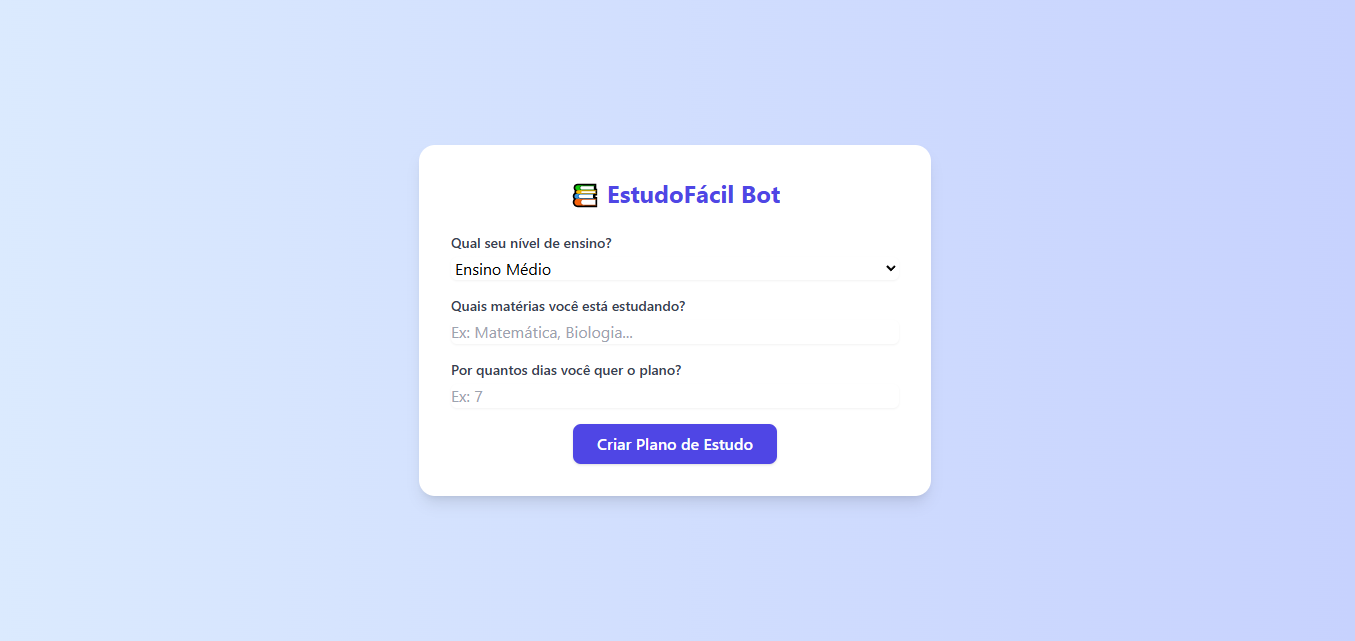 EstudoFácil Bot
Qual seu nível de ensino?
Ensino Médio
Quais matérias você está estudando?
Ex: Matemática, Biologia...
Por quantos dias você quer o plano?
Ex: 7
Criar Plano de Estudo